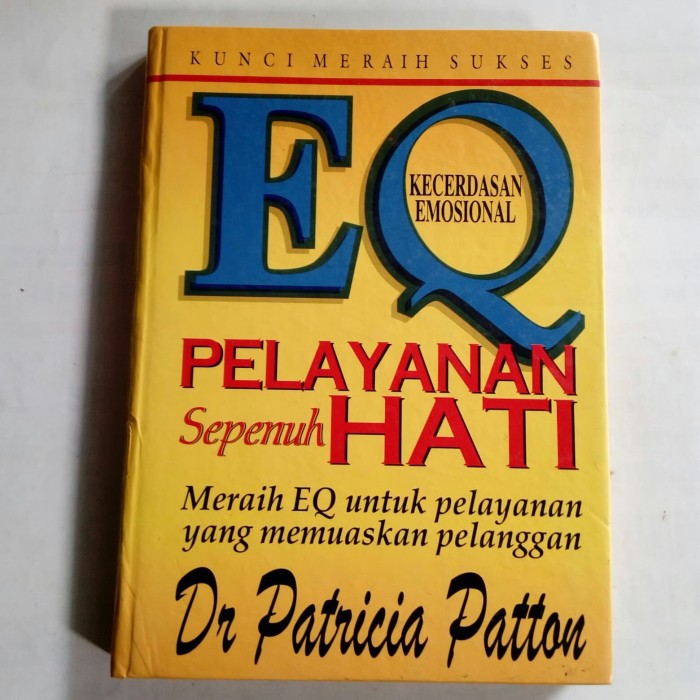 KUNCI MERAIH SUKSES
EQ
KECERDASAN
EMOSIONAL
PELAYANAN
Sepenuh HATI
Meraih EQ untuk pelayanan
yang memuaskan pelanggan
Dr Patricia Patton